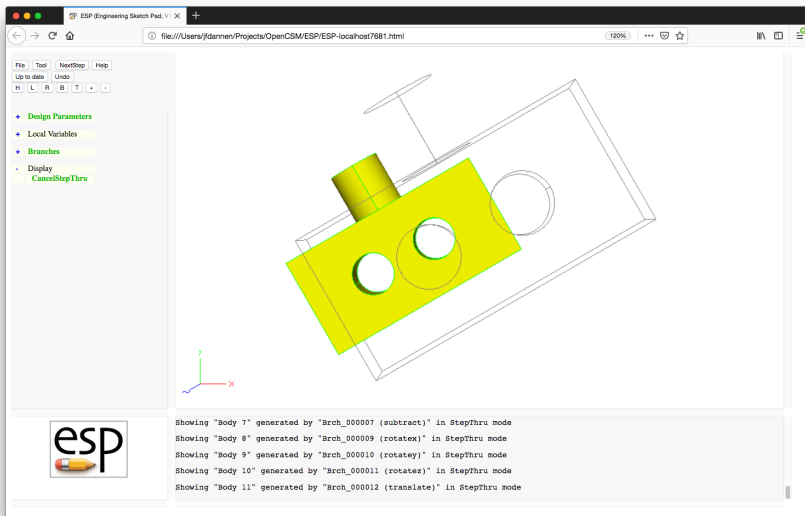 ESP (Engineering Sketch Pad, V1
file:///Users/jfdannen/Projects/OpenCSM/ESP/ESP-localhost7681.html
120%
File Tool NextStep Help
Up to date Undo
H L R B T + -
+ Design Parameters
+ Local Variables
+ Branches
- Display
CancelStepThru
z
X
esp
Showing "Body 7" generated by "Brch_000007 (subtract)" in StepThru mode
Showing "Body 8" generated by "Brch_000009 (rotatex)" in StepThru mode
Showing "Body 9" generated by "Brch_000010 (rotatey)" in StepThru mode
Showing "Body 10" generated by "Brch_000011 (rotatez)" in StepThru mode
Showing "Body 11" generated by "Brch_000012 (translate)" in StepThru mode